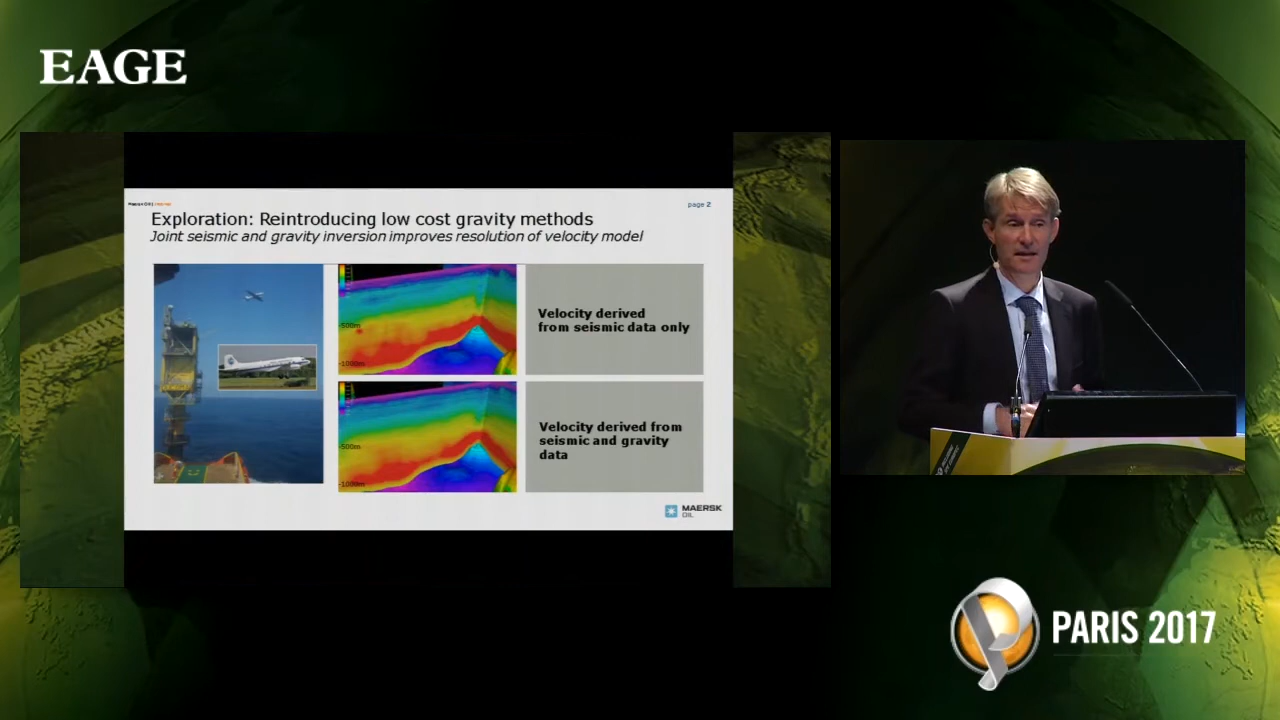 EAGE
Maersk Oil
page 2
Exploration: Reintroducing low cost gravity methods
Joint seismic and gravity inversion improves resolution of velocity model
-500m
-1000m
Velocity derived
from seismic data only
-500m
-1000m
Velocity derived from
seismic and gravity
data
MAERSK
OIL
PARIS 2017